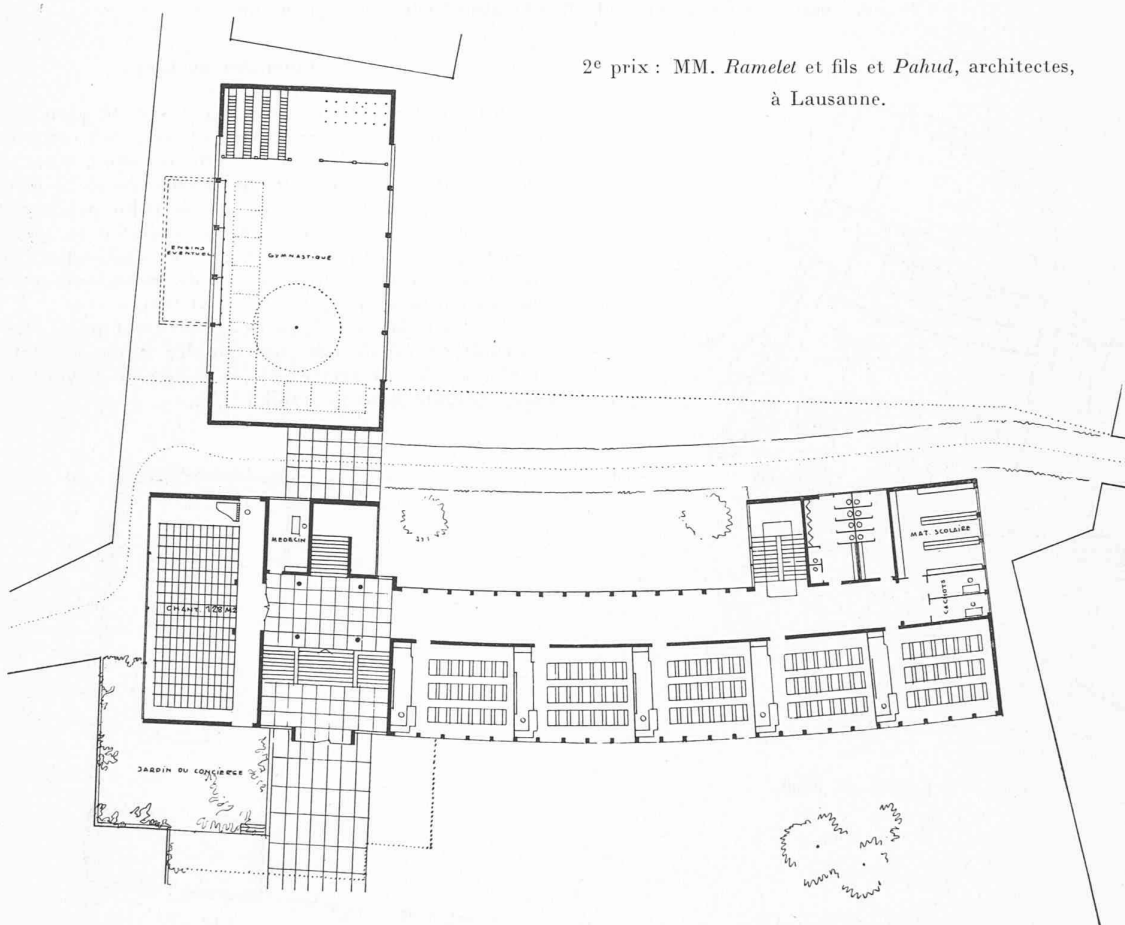 2e prix : MM. Ramelet et fils et Pahud, architectes,
à Lausanne.
ENGINS
EVENTUEL
GYMNASTIQUE
MEDECIN
MAT. SCOLAIRE
CACHOTS
CHANT. 128 M2
JARDIN DU CONCIERGE